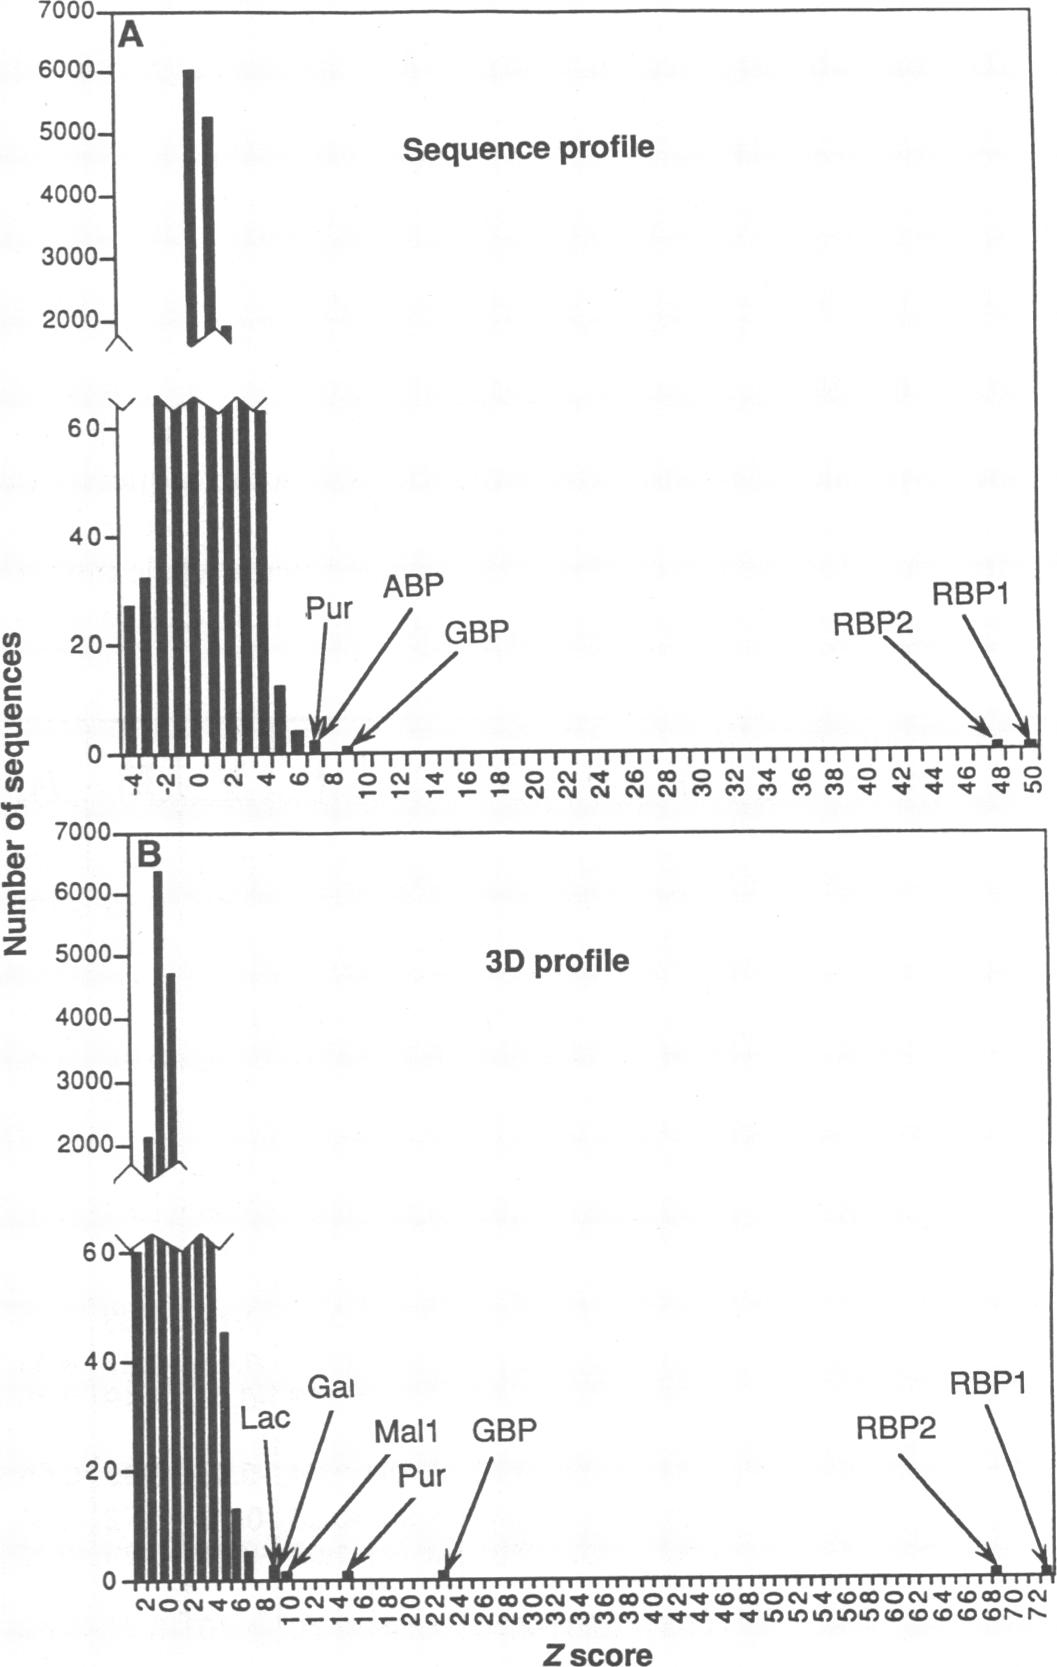 7000
A
6000
5000
Sequence profile
4000
3000
2000
60
40
ABP
Pur
RBP1
GBP
RBP2
20
0
-4 -2 0 2 4 6 8 10 12 14 16 18 20 22 24 26 28 30 32 34 36 38 40 42 44 46 48 50
Number of sequences
7000
B
6000
5000
3D profile
4000
3000
2000
60
40
Gal
RBP1
Lac
Mal1
GBP
RBP2
Pur
20
0
2 0 2 4 6 8 10 12 14 16 18 20 22 24 26 28 30 32 34 36 38 40 42 44 46 48 50 52 54 56 58 60 62 64 66 68 70 72
Z score